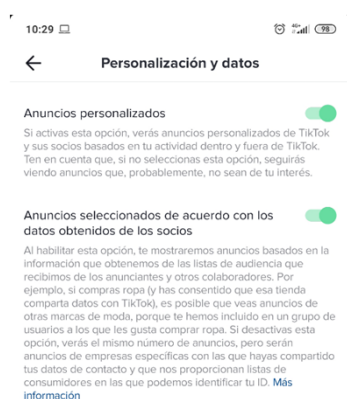 10:29
4G+
98
Personalización y datos
Anuncios personalizados
Si activas esta opción, verás anuncios personalizados de TikTok
y sus socios basados en tu actividad dentro y fuera de TikTok.
Ten en cuenta que, si no seleccionas esta opción, seguirás
viendo anuncios que, probablemente, no sean de tu interés.
Anuncios seleccionados de acuerdo con los
datos obtenidos de los socios
Al habilitar esta opción, te mostraremos anuncios basados en la
información que obtenemos de las listas de audiencia que
recibimos de los anunciantes y otros colaboradores. Por
ejemplo, si compras ropa (y has consentido que esa tienda
comparta datos con TikTok), es posible que veas anuncios de
otras marcas de moda, porque te hemos incluido en un grupo de
usuarios a los que les gusta comprar ropa. Si desactivas esta
opción, verás el mismo número de anuncios, pero serán
anuncios de empresas específicas con las que hayas compartido
tus datos de contacto y que nos proporcionan listas de
consumidores en las que podemos identificar tu ID. Más
información